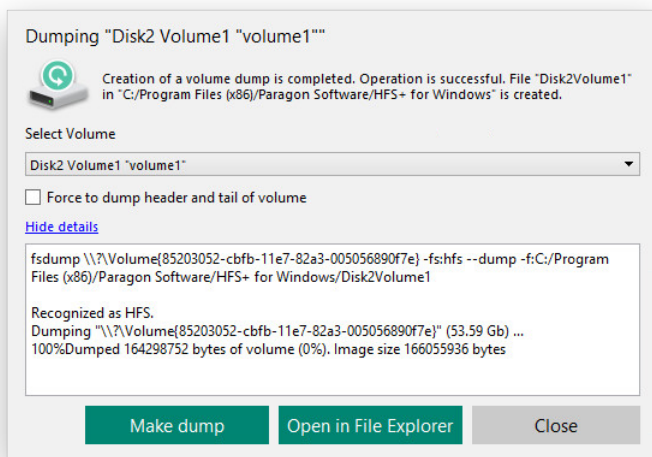 Dumping "Disk2 Volume1 "volume1""
Creation of a volume dump is completed. Operation is successful. File "Disk2Volume1"
in "C:/Program Files (x86)/Paragon Software/HFS+ for Windows" is created.
Select Volume
Disk2 Volume1 "volume1"
Force to dump header and tail of volume
Hide details
fsdump \\?\Volume{85203052-cbfb-11e7-82a3-005056890f7e} -fs:hfs --dump -f:C:/Program
Files (x86)/Paragon Software/HFS+ for Windows/Disk2Volume1
Recognized as HFS.
Dumping "\\?\Volume{85203052-cbfb-11e7-82a3-005056890f7e}" (53.59 Gb) ...
100%Dumped 164298752 bytes of volume (0%). Image size 166055936 bytes
Make dump
Open in File Explorer
Close